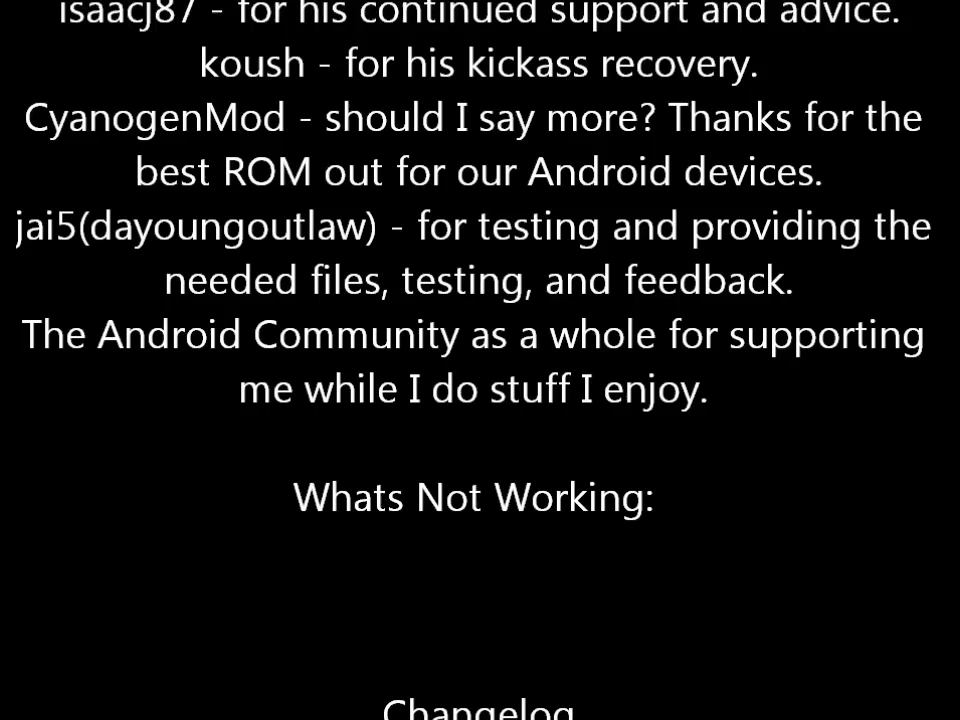 isaacj87 - for his continued support and advice.
koush - for his kickass recovery.
CyanogenMod - should I say more? Thanks for the
best ROM out for our Android devices.
jai5(dayoungoutlaw) - for testing and providing the
needed files, testing, and feedback.
The Android Community as a whole for supporting
me while I do stuff I enjoy.
Whats Not Working:
Changelog